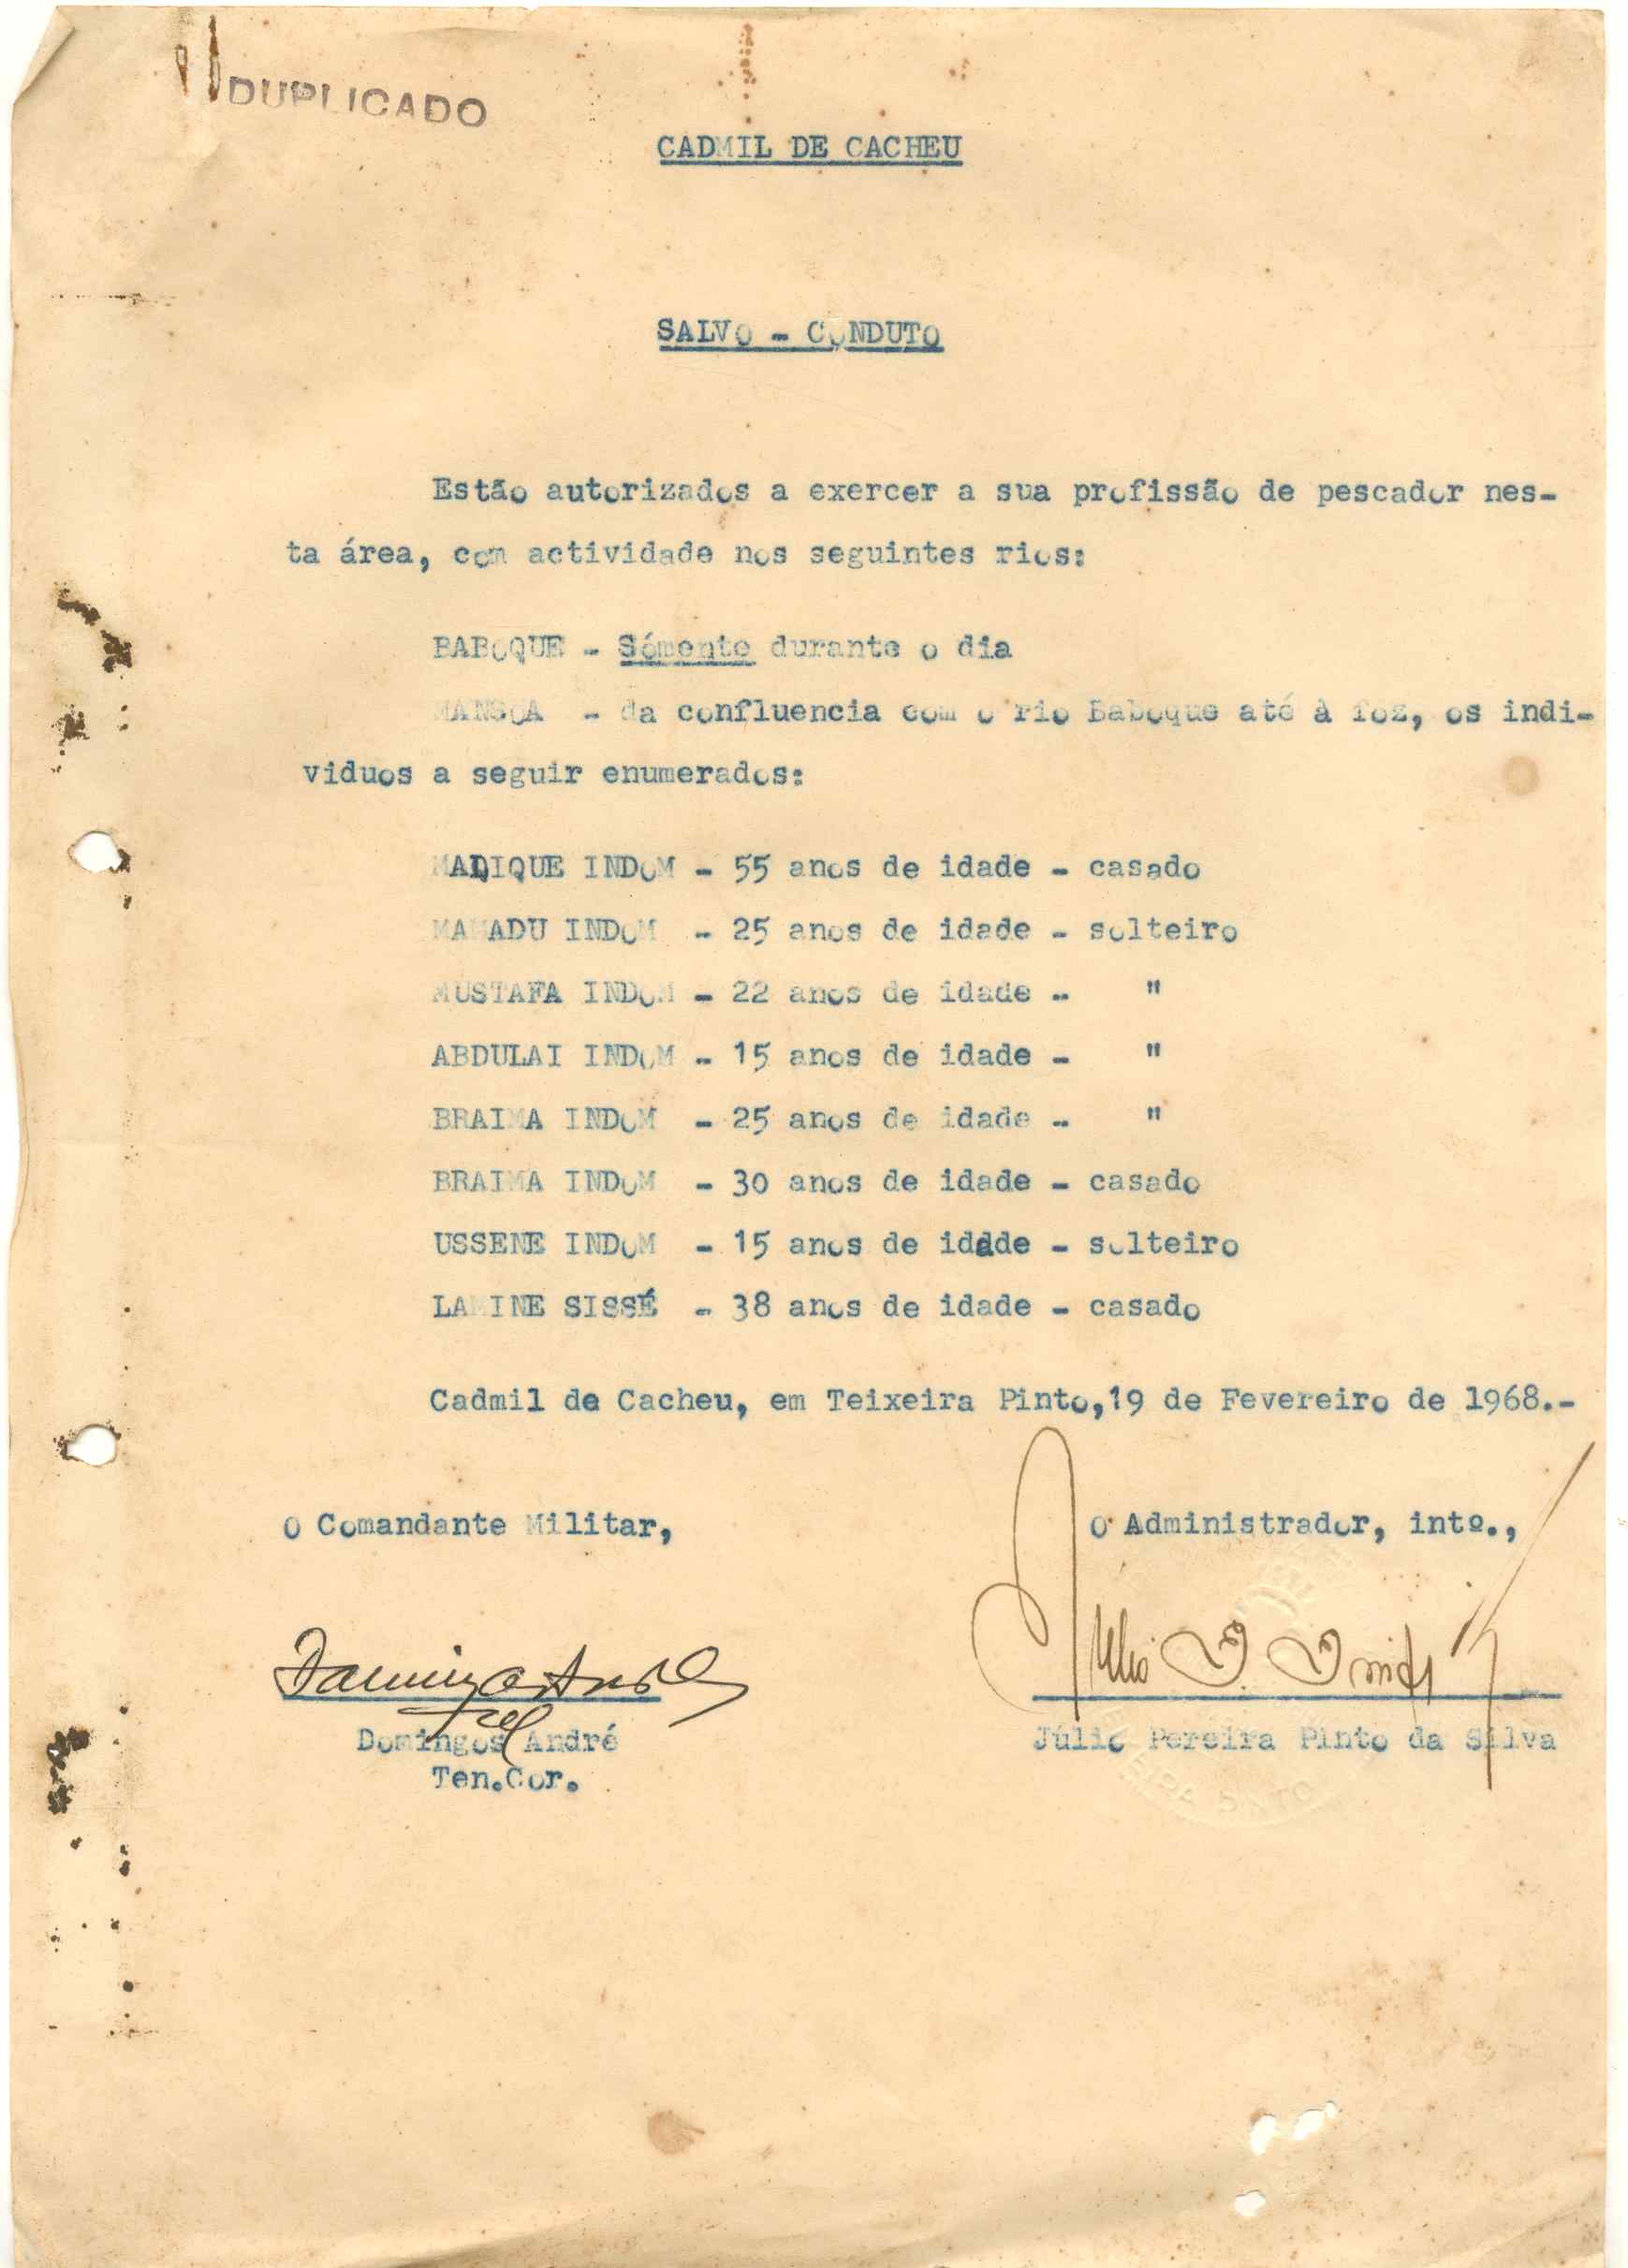 DUPLICADO
CADMIL DE CACHEU
SALVO - CONDUTO
Estão autorizados a exercer a sua profissão de pescador nes-
ta área, com actividade nos seguintes rios:
BABOQUE - Sómente durante o dia
MANSOA - da confluencia com o rio Baboque até à foz, os indi-
viduos a seguir enumerados:
MADIQUE INDOM - 55 anos de idade - casado
MAMADU INDOM - 25 anos de idade - solteiro
MUSTAFA INDOM - 22 anos de idade - "
ABDULAI INDOM - 15 anos de idade - "
BRAIMA INDOM - 25 anos de idade - "
BRAIMA INDOM - 30 anos de idade - casado
USSENE INDOM - 15 anos de idade - solteiro
LAMINE SISSÉ - 38 anos de idade - casado
Cadmil de Cacheu, em Teixeira Pinto,19 de Fevereiro de 1968.-
O Comandante Militar,
O Administrador, intº.,
Domingos André
Júlio Pereira Pinto da Silva
Ten.Cor.